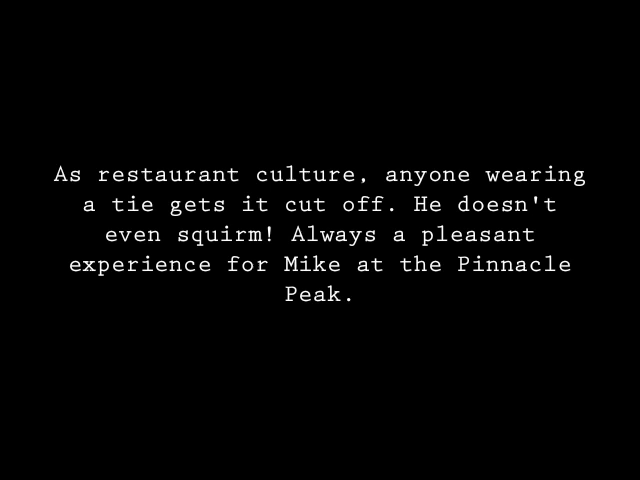 As restaurant culture, anyone wearing
a tie gets it cut off. He doesn't
even squirm! Always a pleasant
experience for Mike at the Pinnacle
Peak.